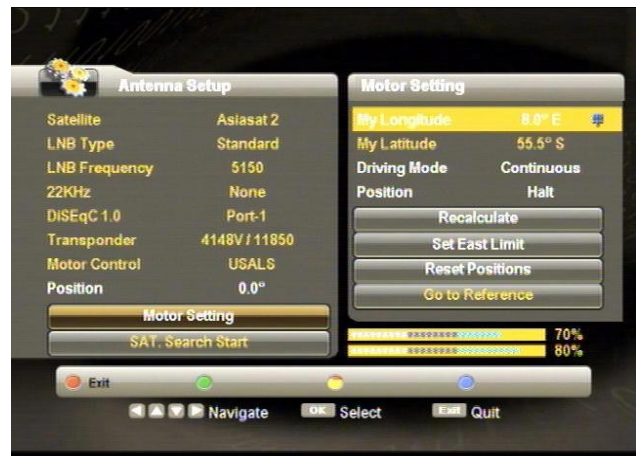 Antenna Setup
Satellite Asiasat 2
LNB Type Standard
LNB Frequency 5150
22KHz None
DiSEqC 1.0 Port-1
Transponder 4148V / 11850
Motor Control USALS
Position 0.0°
Motor Setting
SAT. Search Start
Motor Setting
My Longitude 8.0° E
My Latitude 55.5° S
Driving Mode Continuous
Position Halt
Recalculate
Set East Limit
Reset Positions
Go to Reference
70%
80%
Exit
Navigate OK Select Exit Quit